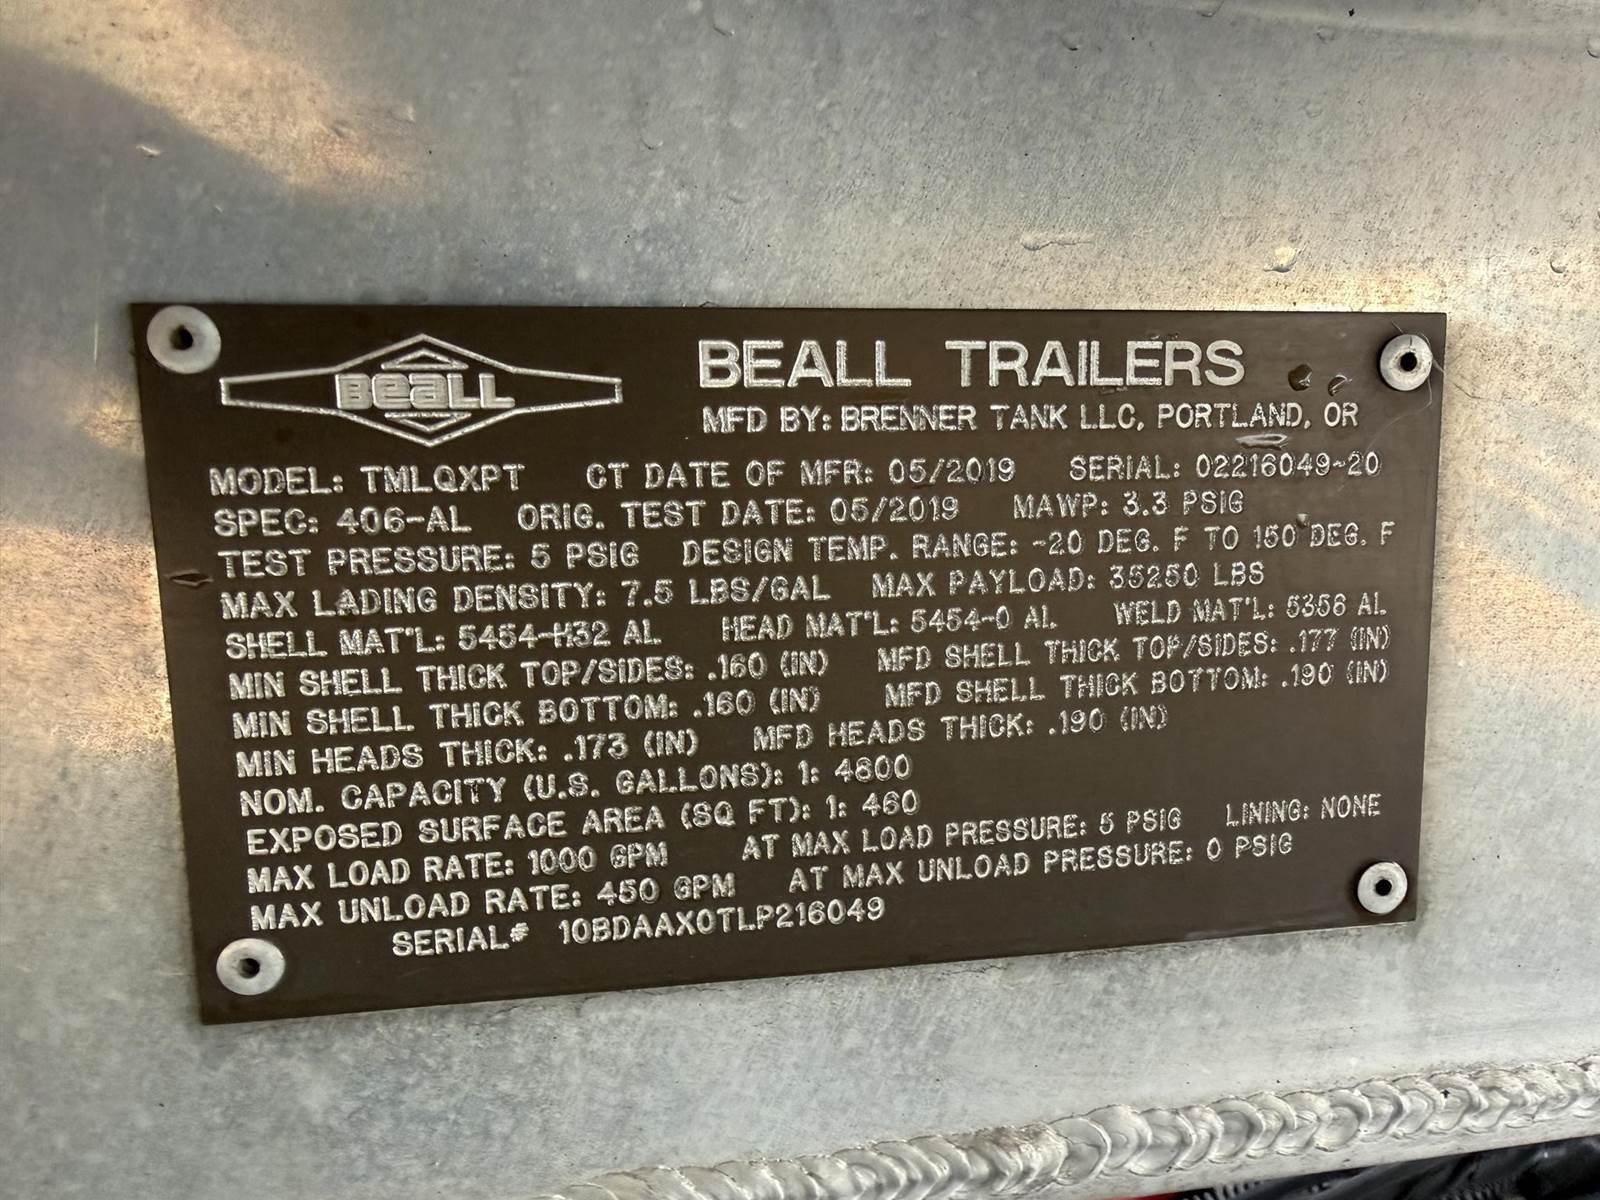 BEALL
BEALL TRAILERS
MFD BY: BRENNER TANK LLC, PORTLAND, OR
MODEL: TMLQXPT CT DATE OF MFR: 05/2019 SERIAL: 02216049-20
SPEC: 406-AL ORIG. TEST DATE: 05/2019 MAWP: 3.3 PSIG
TEST PRESSURE: 5 PSIG DESIGN TEMP. RANGE: -20 DEG. F TO 150 DEG. F
MAX LADING DENSITY: 7.5 LBS/GAL MAX PAYLOAD: 35250 LBS
SHELL MAT'L: 5454-H32 AL HEAD MAT'L: 5454-0 AL WELD MAT'L: 5356 AL
MIN SHELL THICK TOP/SIDES: .160 (IN) MFD SHELL THICK TOP/SIDES: .177 (IN)
MIN SHELL THICK BOTTOM: .160 (IN) MFD SHELL THICK BOTTOM: .190 (IN)
MIN HEADS THICK: .173 (IN) MFD HEADS THICK: .190 (IN)
NOM. CAPACITY (U.S. GALLONS): 1: 4800
EXPOSED SURFACE AREA (SQ FT): 1: 460
MAX LOAD RATE: 1000 GPM AT MAX LOAD PRESSURE: 5 PSIG LINING: NONE
MAX UNLOAD RATE: 450 GPM AT MAX UNLOAD PRESSURE: 0 PSIG
SERIAL# 10BDAAX0TLP216049